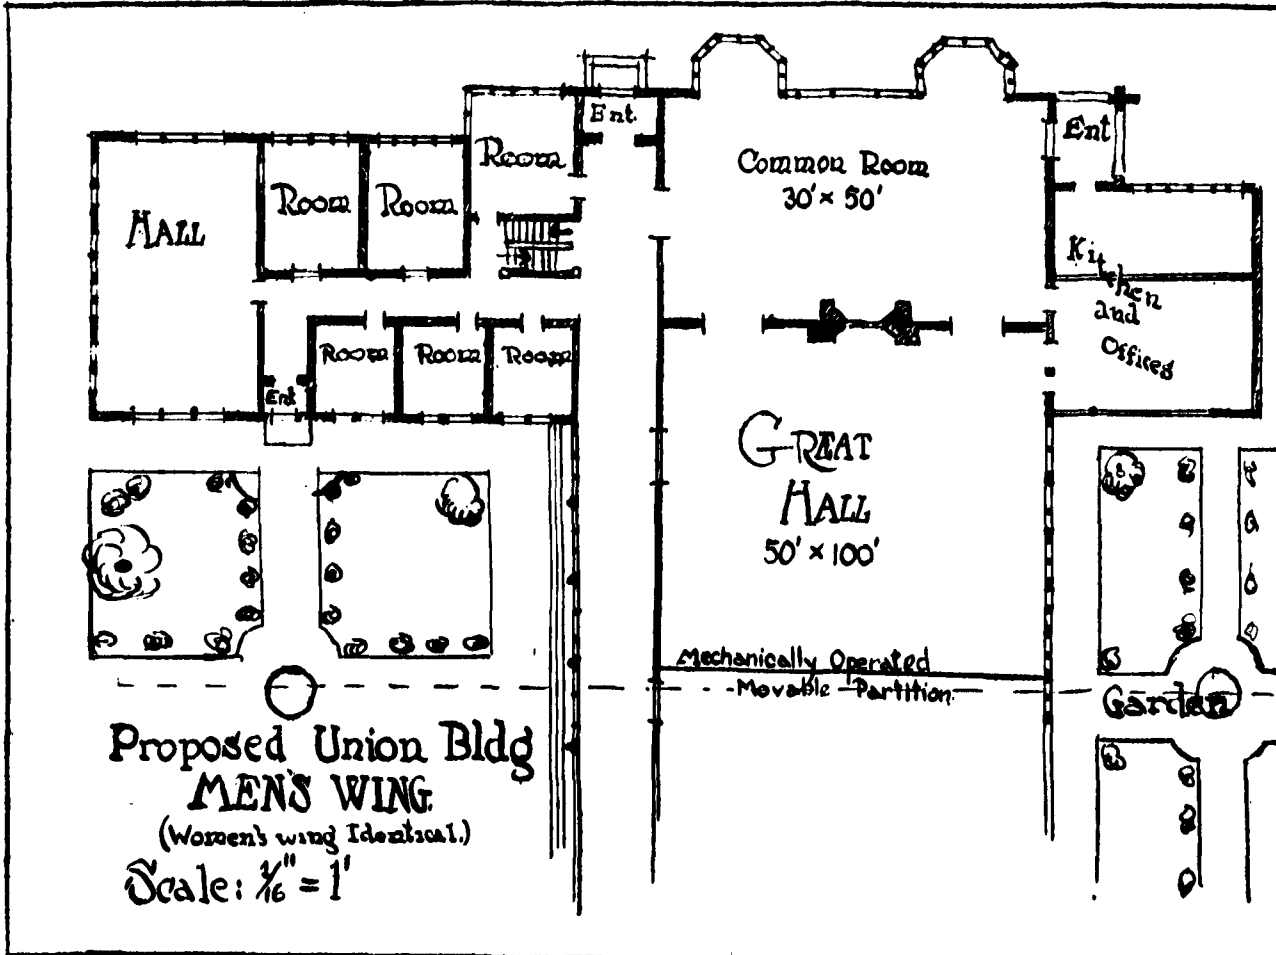 Ent.
Room
Common Room
30' × 50'
Ent
HALL
Room
Room
Kitchen
and
Offices
Room
Room
Room
Ent
GREAT
HALL
50' × 100'
Mechanically Operated
Movable Partition
Garden
Proposed Union Bldg
MEN'S WING.
(Women's wing Identical.)
Scale: 1/16" = 1'